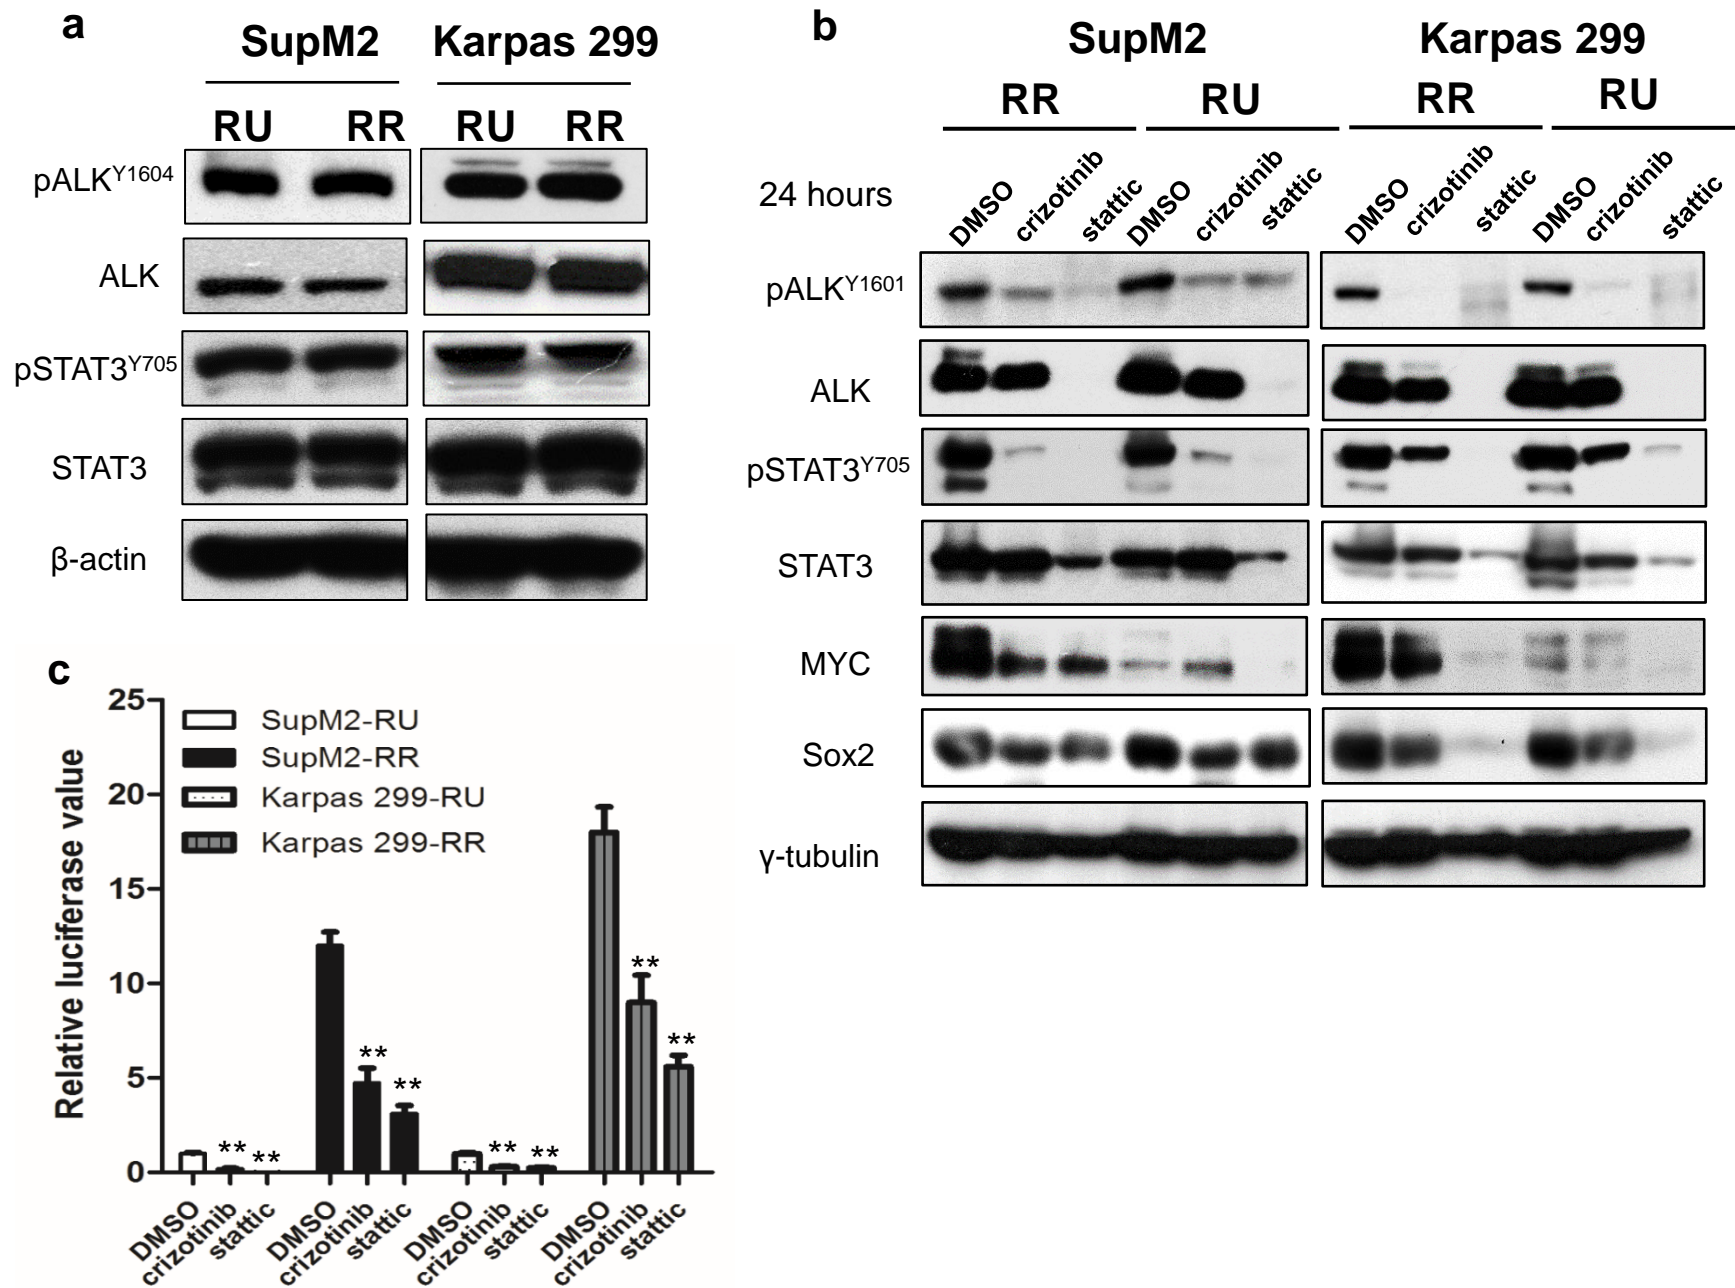 a
SupM2 Karpas 299
RU RR RU RR
pALKY1604
ALK
pSTAT3Y705
STAT3
β-actin
b
SupM2 Karpas 299
RR RU RR RU
24 hours
DMSO crizotinib stattic DMSO crizotinib stattic DMSO crizotinib stattic DMSO crizotinib stattic
pALKY1601
ALK
pSTAT3Y705
STAT3
MYC
Sox2
γ-tubulin
c
Relative luciferase value
25
20
15
10
5
0
SupM2-RU
SupM2-RR
Karpas 299-RU
Karpas 299-RR
** ** ** ** ** ** ** **
DMSO crizotinib stattic DMSO crizotinib stattic DMSO crizotinib stattic DMSO crizotinib stattic